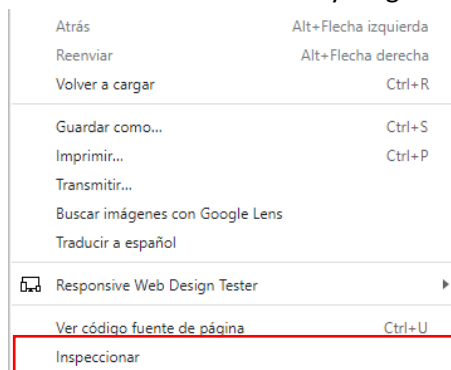 Atrás Alt+Flecha izquierda
Reenviar Alt+Flecha derecha
Volver a cargar Ctrl+R
Guardar como... Ctrl+S
Imprimir... Ctrl+P
Transmitir...
Buscar imágenes con Google Lens
Traducir a español
Responsive Web Design Tester
Ver código fuente de página Ctrl+U
Inspeccionar